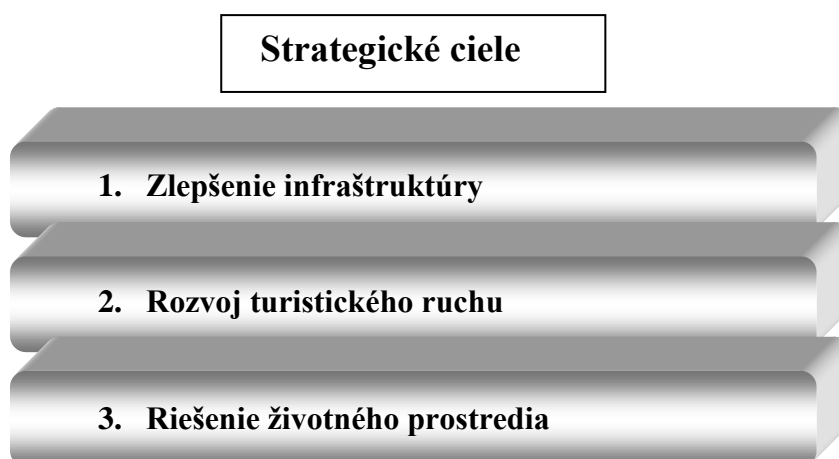 Strategické ciele
1. Zlepšenie infraštruktúry
2. Rozvoj turistického ruchu
3. Riešenie životného prostredia